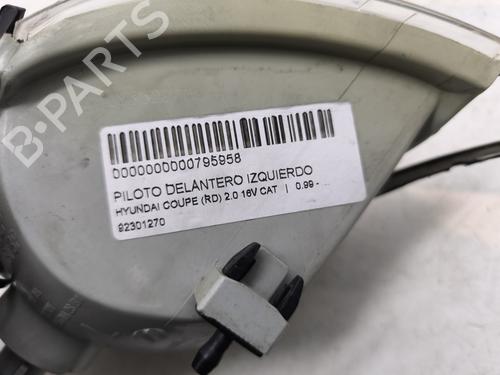 B-PARTS
0000000000795958
PILOTO DELANTERO IZQUIERDO
HYUNDAI COUPE (RD) 2.0 16V CAT | 0.99 - ...
92301270